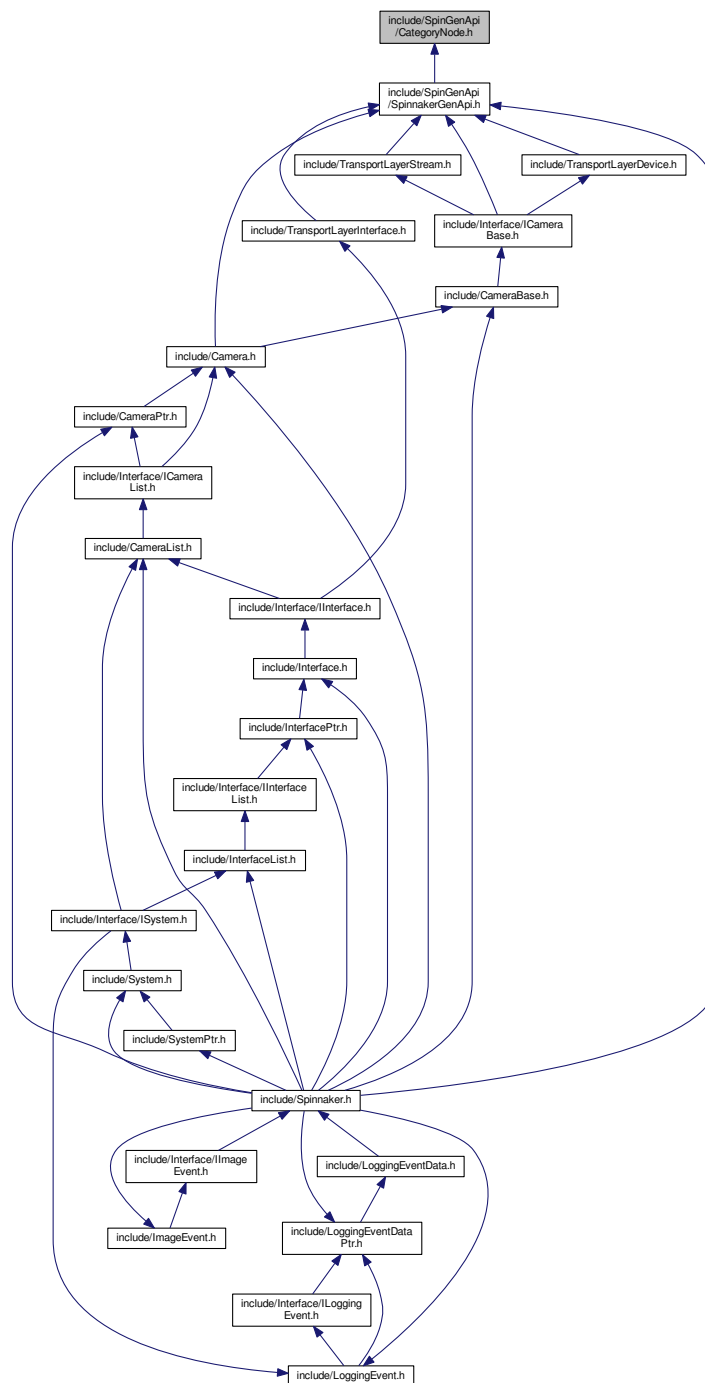 include/SpinGenApi
/CategoryNode.h
include/SpinGenApi
/SpinnakerGenApi.h
include/TransportLayerStream.h
include/TransportLayerDevice.h
include/TransportLayerInterface.h
include/Interface/ICamera
Base.h
include/CameraBase.h
include/Camera.h
include/CameraPtr.h
include/Interface/ICamera
List.h
include/CameraList.h
include/Interface/IInterface.h
include/Interface.h
include/InterfacePtr.h
include/Interface/IInterface
List.h
include/InterfaceList.h
include/Interface/ISystem.h
include/System.h
include/SystemPtr.h
include/Spinnaker.h
include/Interface/IImage
Event.h
include/LoggingEventData.h
include/ImageEvent.h
include/LoggingEventData
Ptr.h
include/Interface/ILogging
Event.h
include/LoggingEvent.h